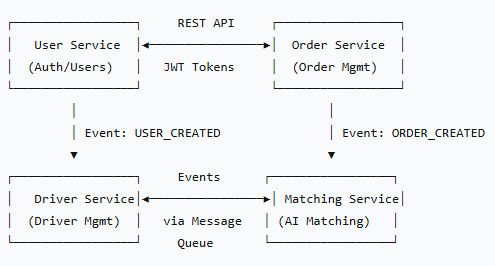 REST API
User Service
Order Service
(Auth/Users)
JWT Tokens
(Order Mgmt)
Event: USER_CREATED
Event: ORDER_CREATED
Events
Driver Service
Matching Service
(Driver Mgmt)
via Message
(AI Matching)
Queue